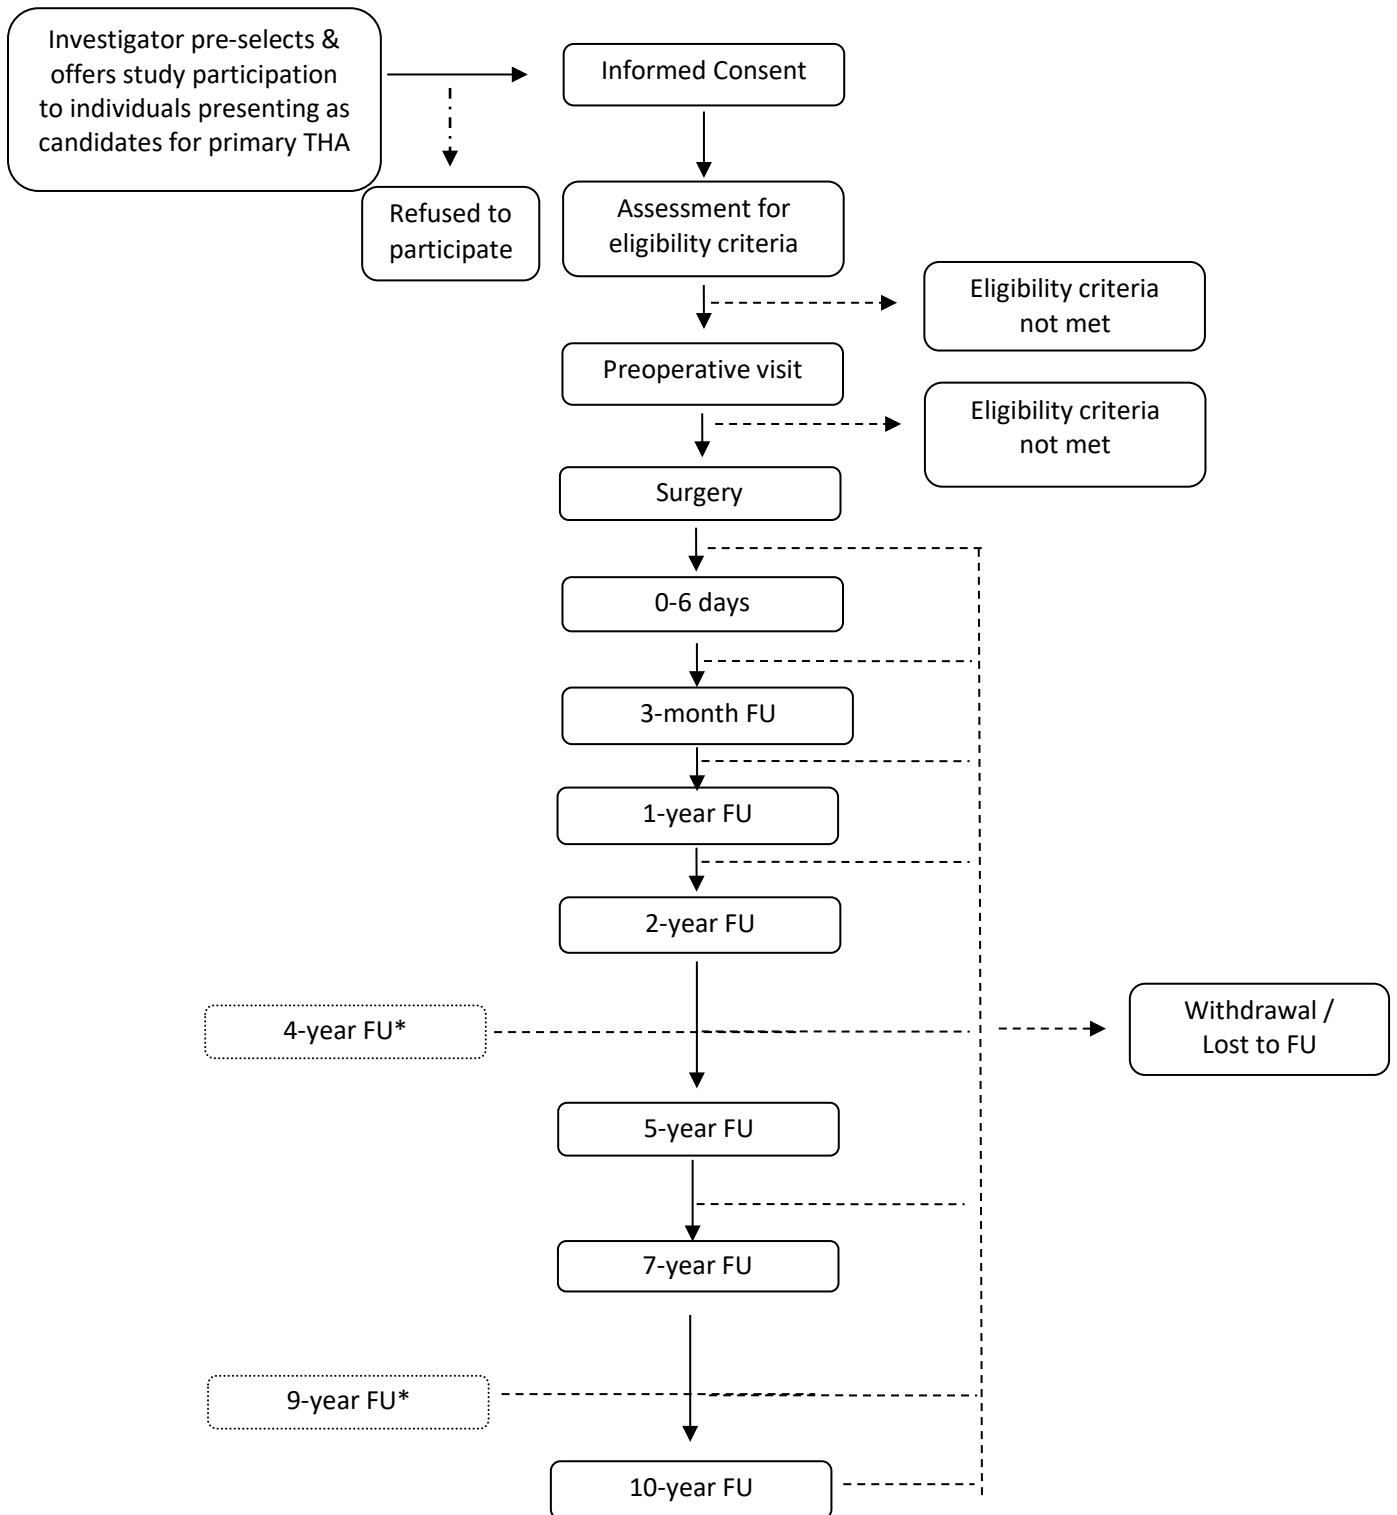 Investigator pre-selects &
offers study participation
to individuals presenting as
candidates for primary THA
Informed Consent
Refused to
participate
Assessment for
eligibility criteria
Eligibility criteria
not met
Preoperative visit
Eligibility criteria
not met
Surgery
0-6 days
3-month FU
1-year FU
2-year FU
4-year FU*
Withdrawal /
Lost to FU
5-year FU
7-year FU
9-year FU*
10-year FU